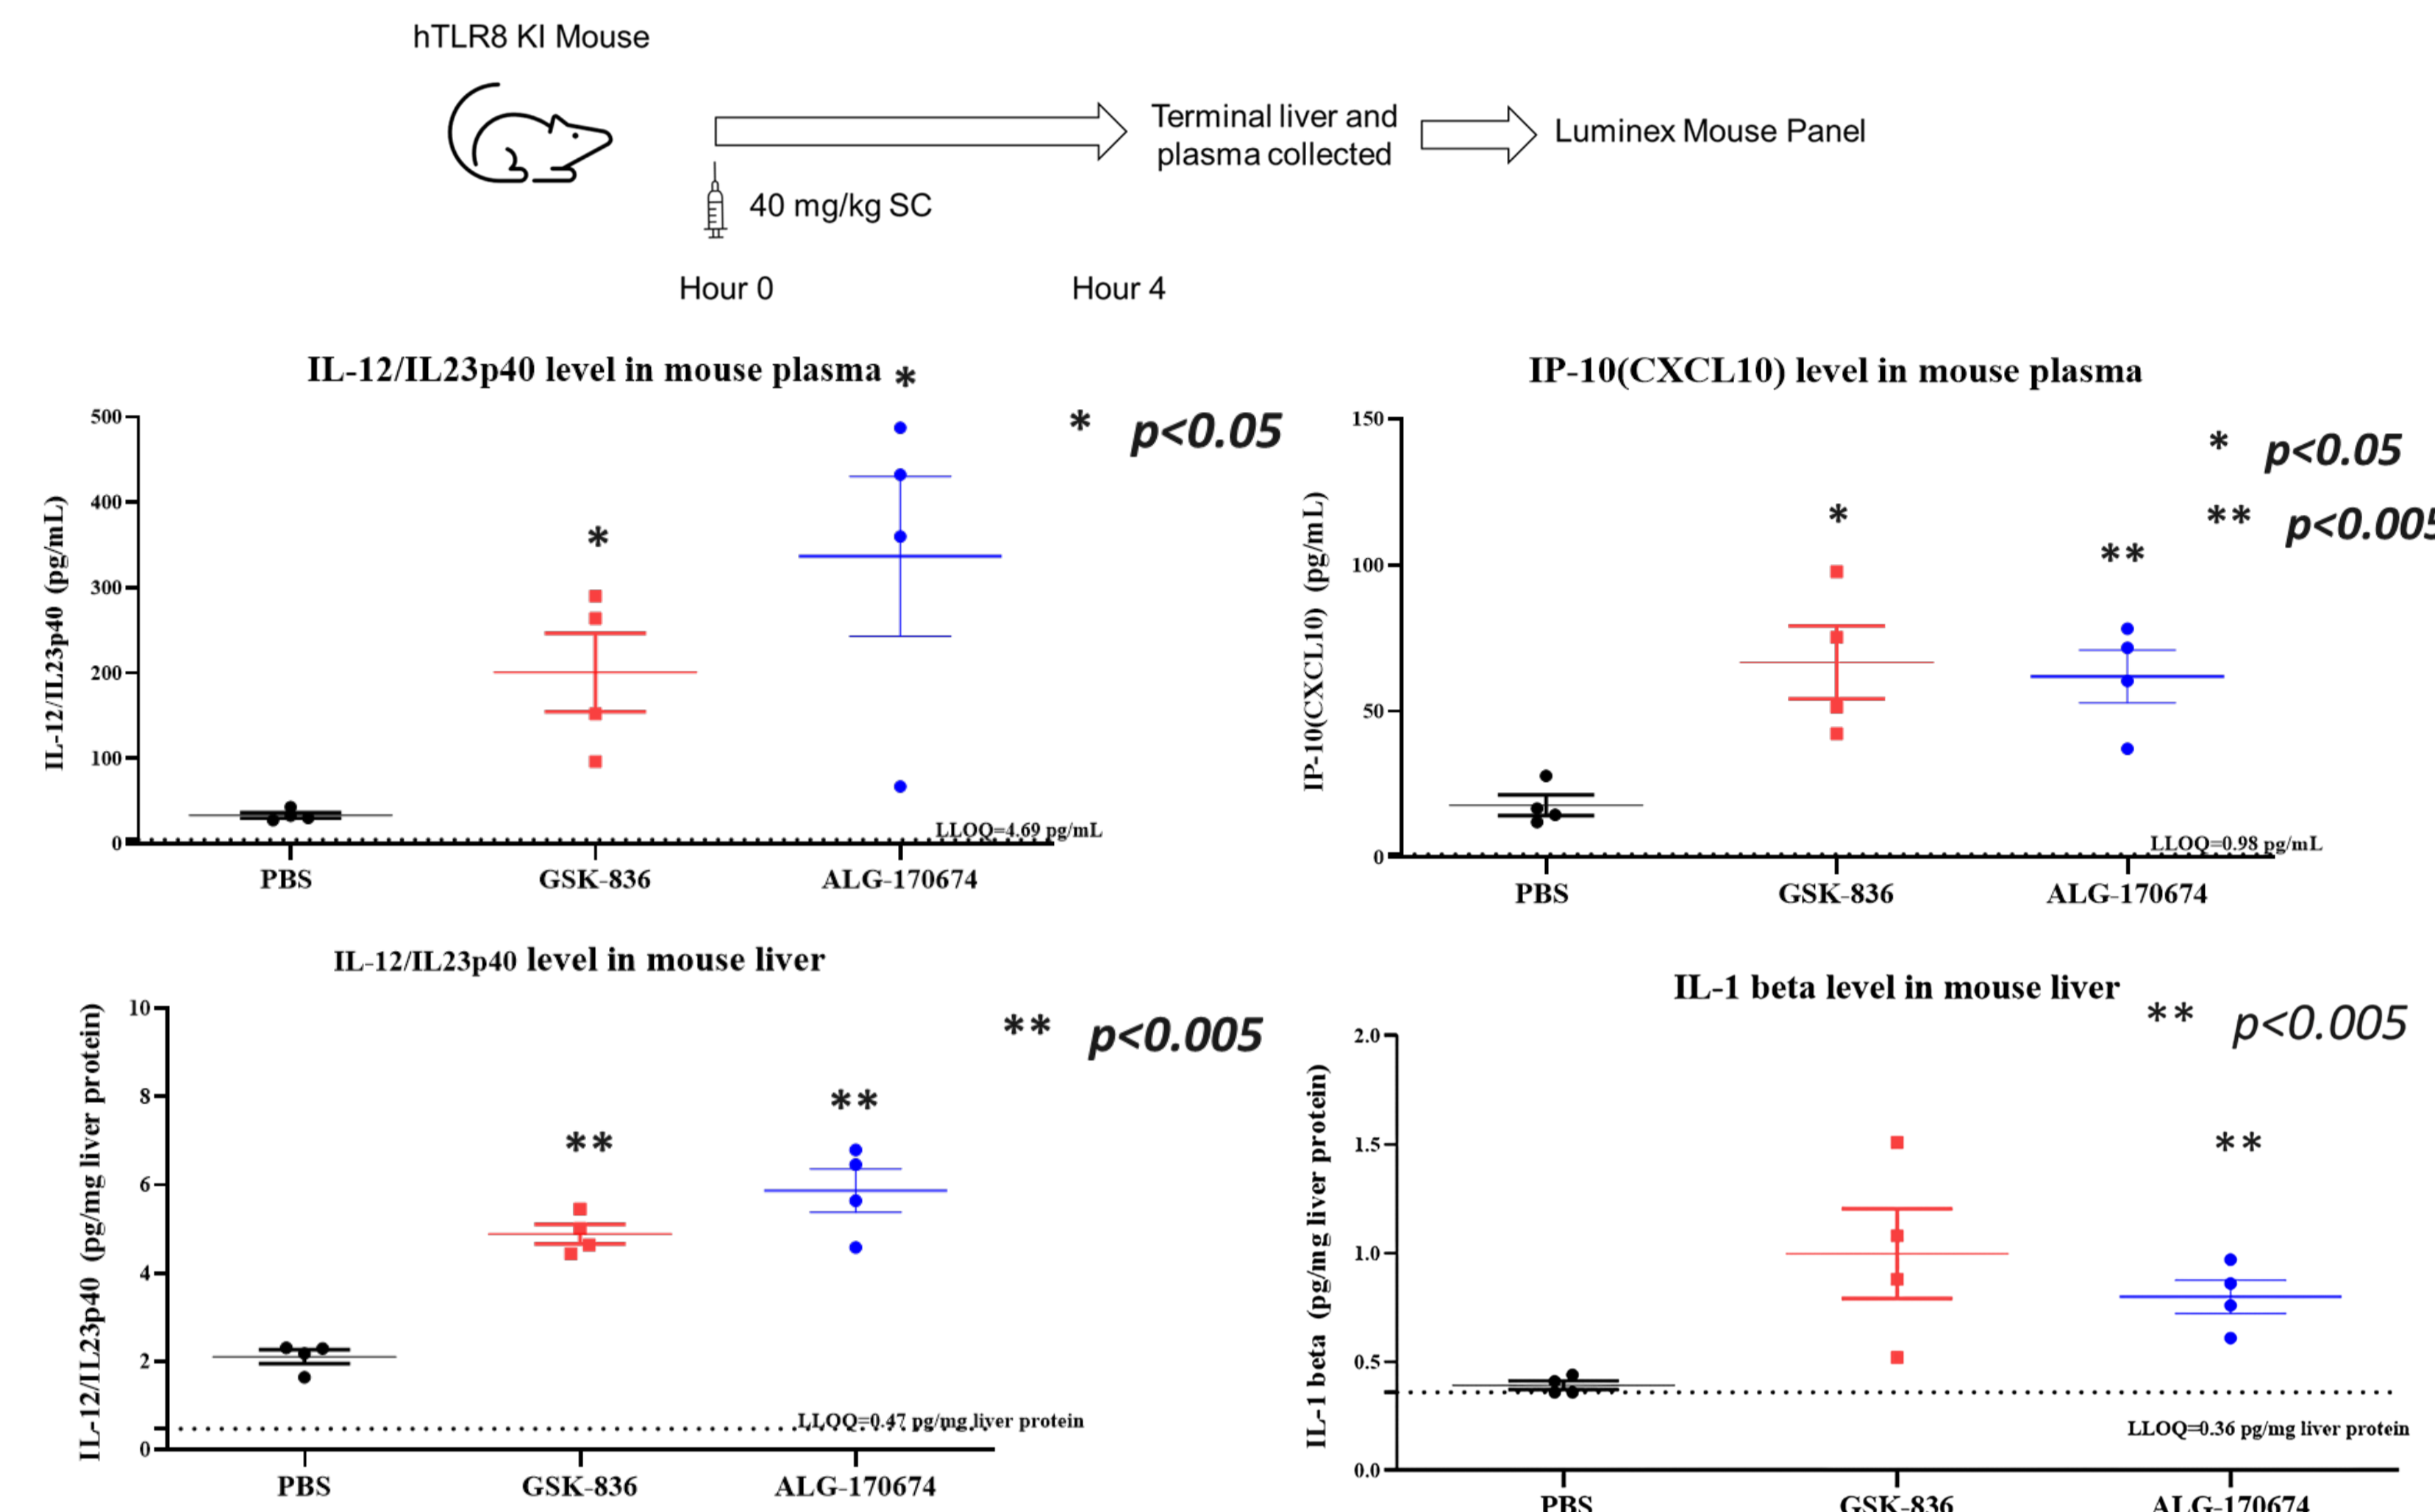 hTLR8 KI Mouse
Terminal liver and
plasma collected
Luminex Mouse Panel
40 mg/kg SC
Hour 0
Hour 4
IL-12/IL23p40 level in mouse plasma *
* p<0.05
IL-12/IL23p40 (pg/mL)
500
400
300
200
100
0
*
LLOQ=4.69 pg/mL
PBS
GSK-836
ALG-170674
IP-10(CXCL10) level in mouse plasma
* p<0.05
** p<0.005
IP-10(CXCL10) (pg/mL)
150
100
50
0
*
**
LLOQ=0.98 pg/mL
PBS
GSK-836
ALG-170674
IL-12/IL23p40 level in mouse liver
** p<0.005
IL-12/IL23p40 (pg/mg liver protein)
10
8
6
4
2
0
**
**
LLOQ=0.47 pg/mg liver protein
PBS
GSK-836
ALG-170674
IL-1 beta level in mouse liver
** p<0.005
IL-1 beta (pg/mg liver protein)
2.0
1.5
1.0
0.5
0.0
**
LLOQ=0.36 pg/mg liver protein
PBS
GSK-836
ALG-170674